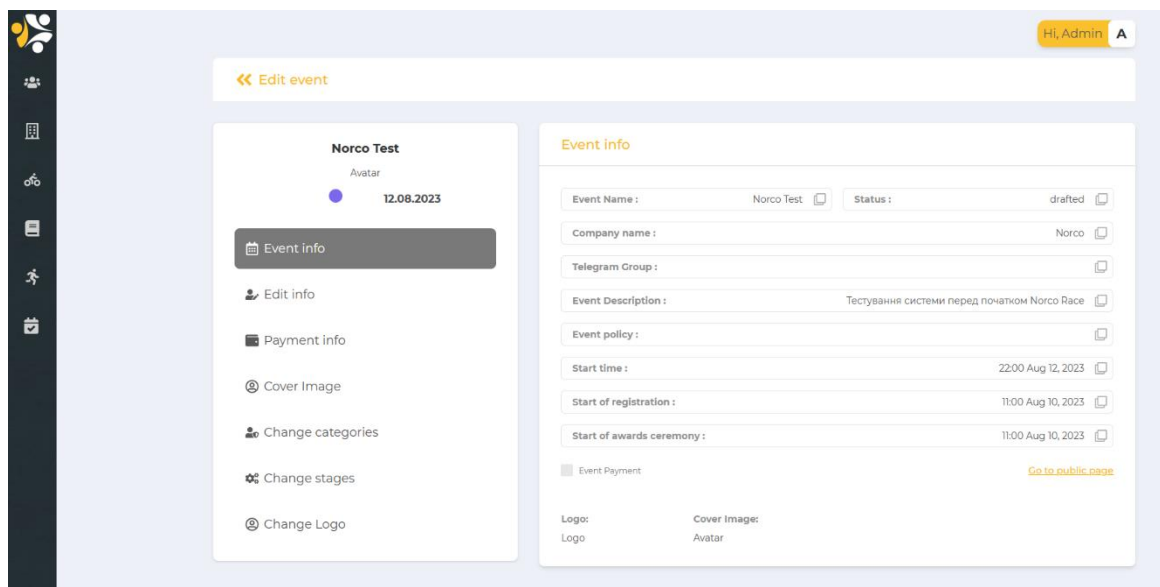 Hi, Admin A
Edit event
Norco Test
Avatar
12.08.2023
Event info
Edit info
Payment info
Cover Image
Change categories
Change stages
Change Logo
Event info
Event Name : Norco Test Status : drafted
Company name : Norco
Telegram Group :
Event Description : Тестування системи перед початком Norco Race
Event policy :
Start time : 22:00 Aug 12, 2023
Start of registration : 11:00 Aug 10, 2023
Start of awards ceremony : 11:00 Aug 10, 2023
Event Payment Go to public page
Logo: Cover Image:
Logo Avatar